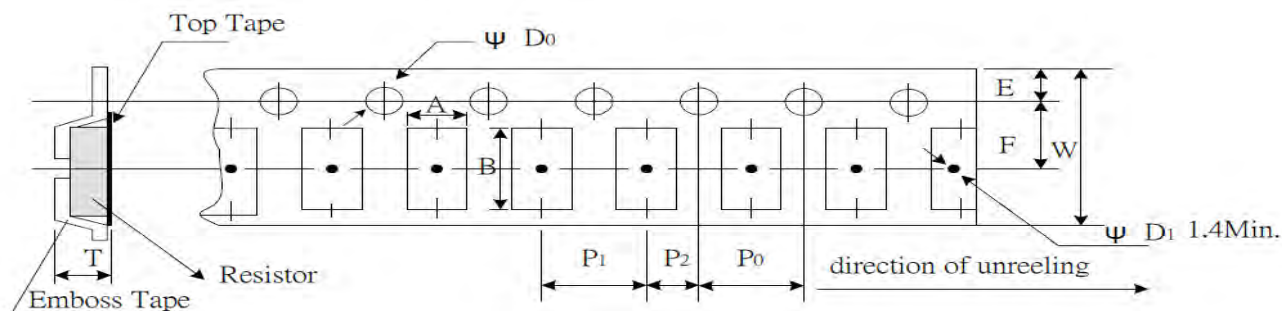 Top Tape
Ψ D0
E
A
F
W
B
Ψ D1 1.4Min.
T
Resistor
P1
P2
P0
direction of unreeling
Emboss Tape